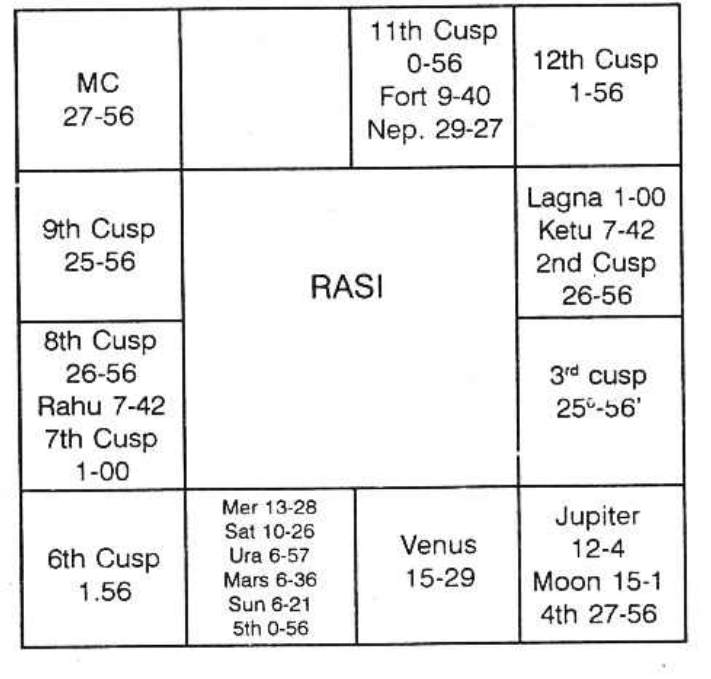 MC
27-56
11th Cusp
0-56
Fort 9-40
Nep. 29-27
12th Cusp
1-56
9th Cusp
25-56
RASI
Lagna 1-00
Ketu 7-42
2nd Cusp
26-56
8th Cusp
26-56
Rahu 7-42
7th Cusp
1-00
3rd cusp
25º-56'
6th Cusp
1.56
Mer 13-28
Sat 10-26
Ura 6-57
Mars 6-36
Sun 6-21
5th 0-56
Venus
15-29
Jupiter
12-4
Moon 15-1
4th 27-56